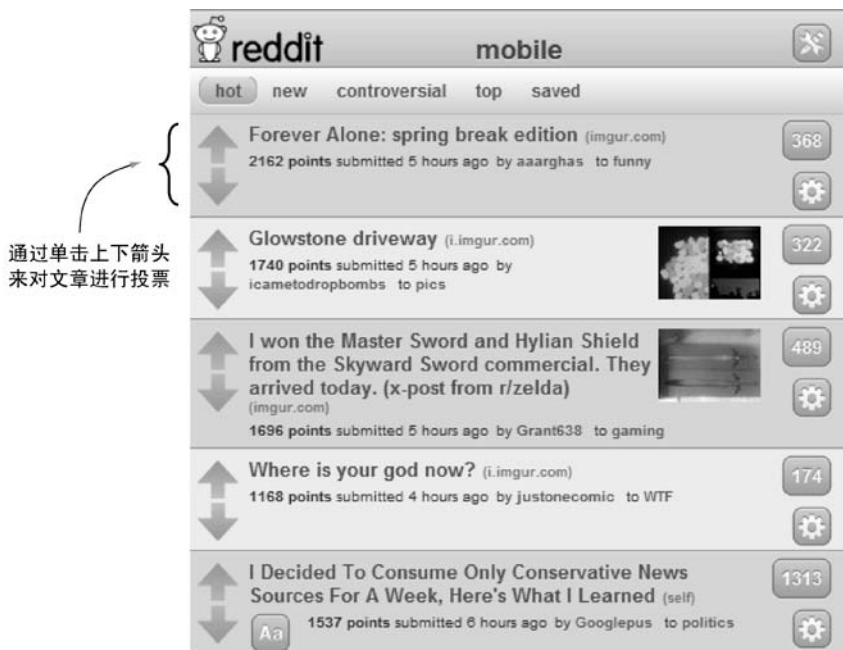 reddit mobile
hot new controversial top saved
Forever Alone: spring break edition (imgur.com)
2162 points submitted 5 hours ago by aaarghas to funny
368
通过单击上下箭头
来对文章进行投票
Glowstone driveway (i.imgur.com)
1740 points submitted 5 hours ago by
icametodropbombs to pics
322
I won the Master Sword and Hylian Shield
from the Skyward Sword commercial. They
arrived today. (x-post from r/zelda)
(imgur.com)
1696 points submitted 5 hours ago by Grant638 to gaming
489
Where is your god now? (i.imgur.com)
1168 points submitted 4 hours ago by justonecomic to WTF
174
I Decided To Consume Only Conservative News
Sources For A Week, Here's What I Learned (self)
Aa 1537 points submitted 6 hours ago by Googlepus to politics
1313